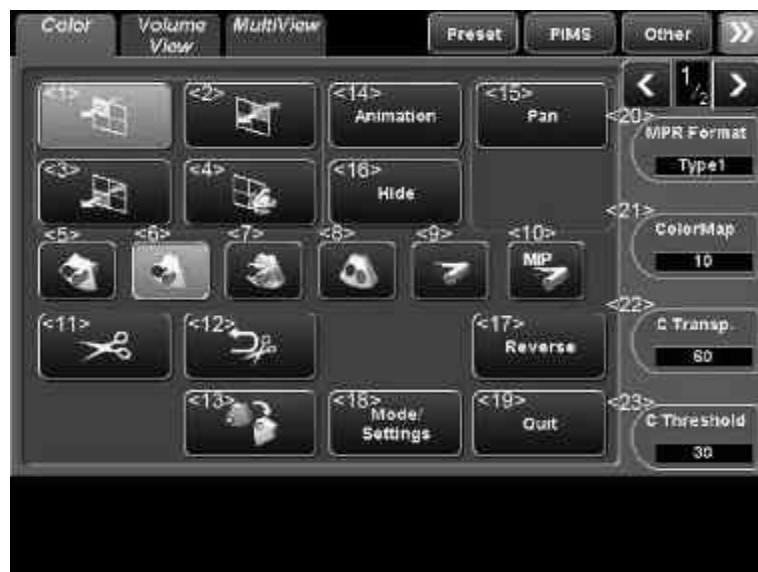 Color
Volume View
MultiView
Preset
PIMS
Other
1/2
<1>
<2>
<14>
Animation
<15>
Pan
<20>
MPR Format
Type1
<3>
<4>
<16>
Hide
<21>
ColorMap
10
<5>
<6>
<7>
<8>
<9>
<10>
MIP
<22>
C Transp.
60
<11>
<12>
<17>
Reverse
<13>
<18>
Mode/
Settings
<19>
Quit
<23>
C Threshold
30